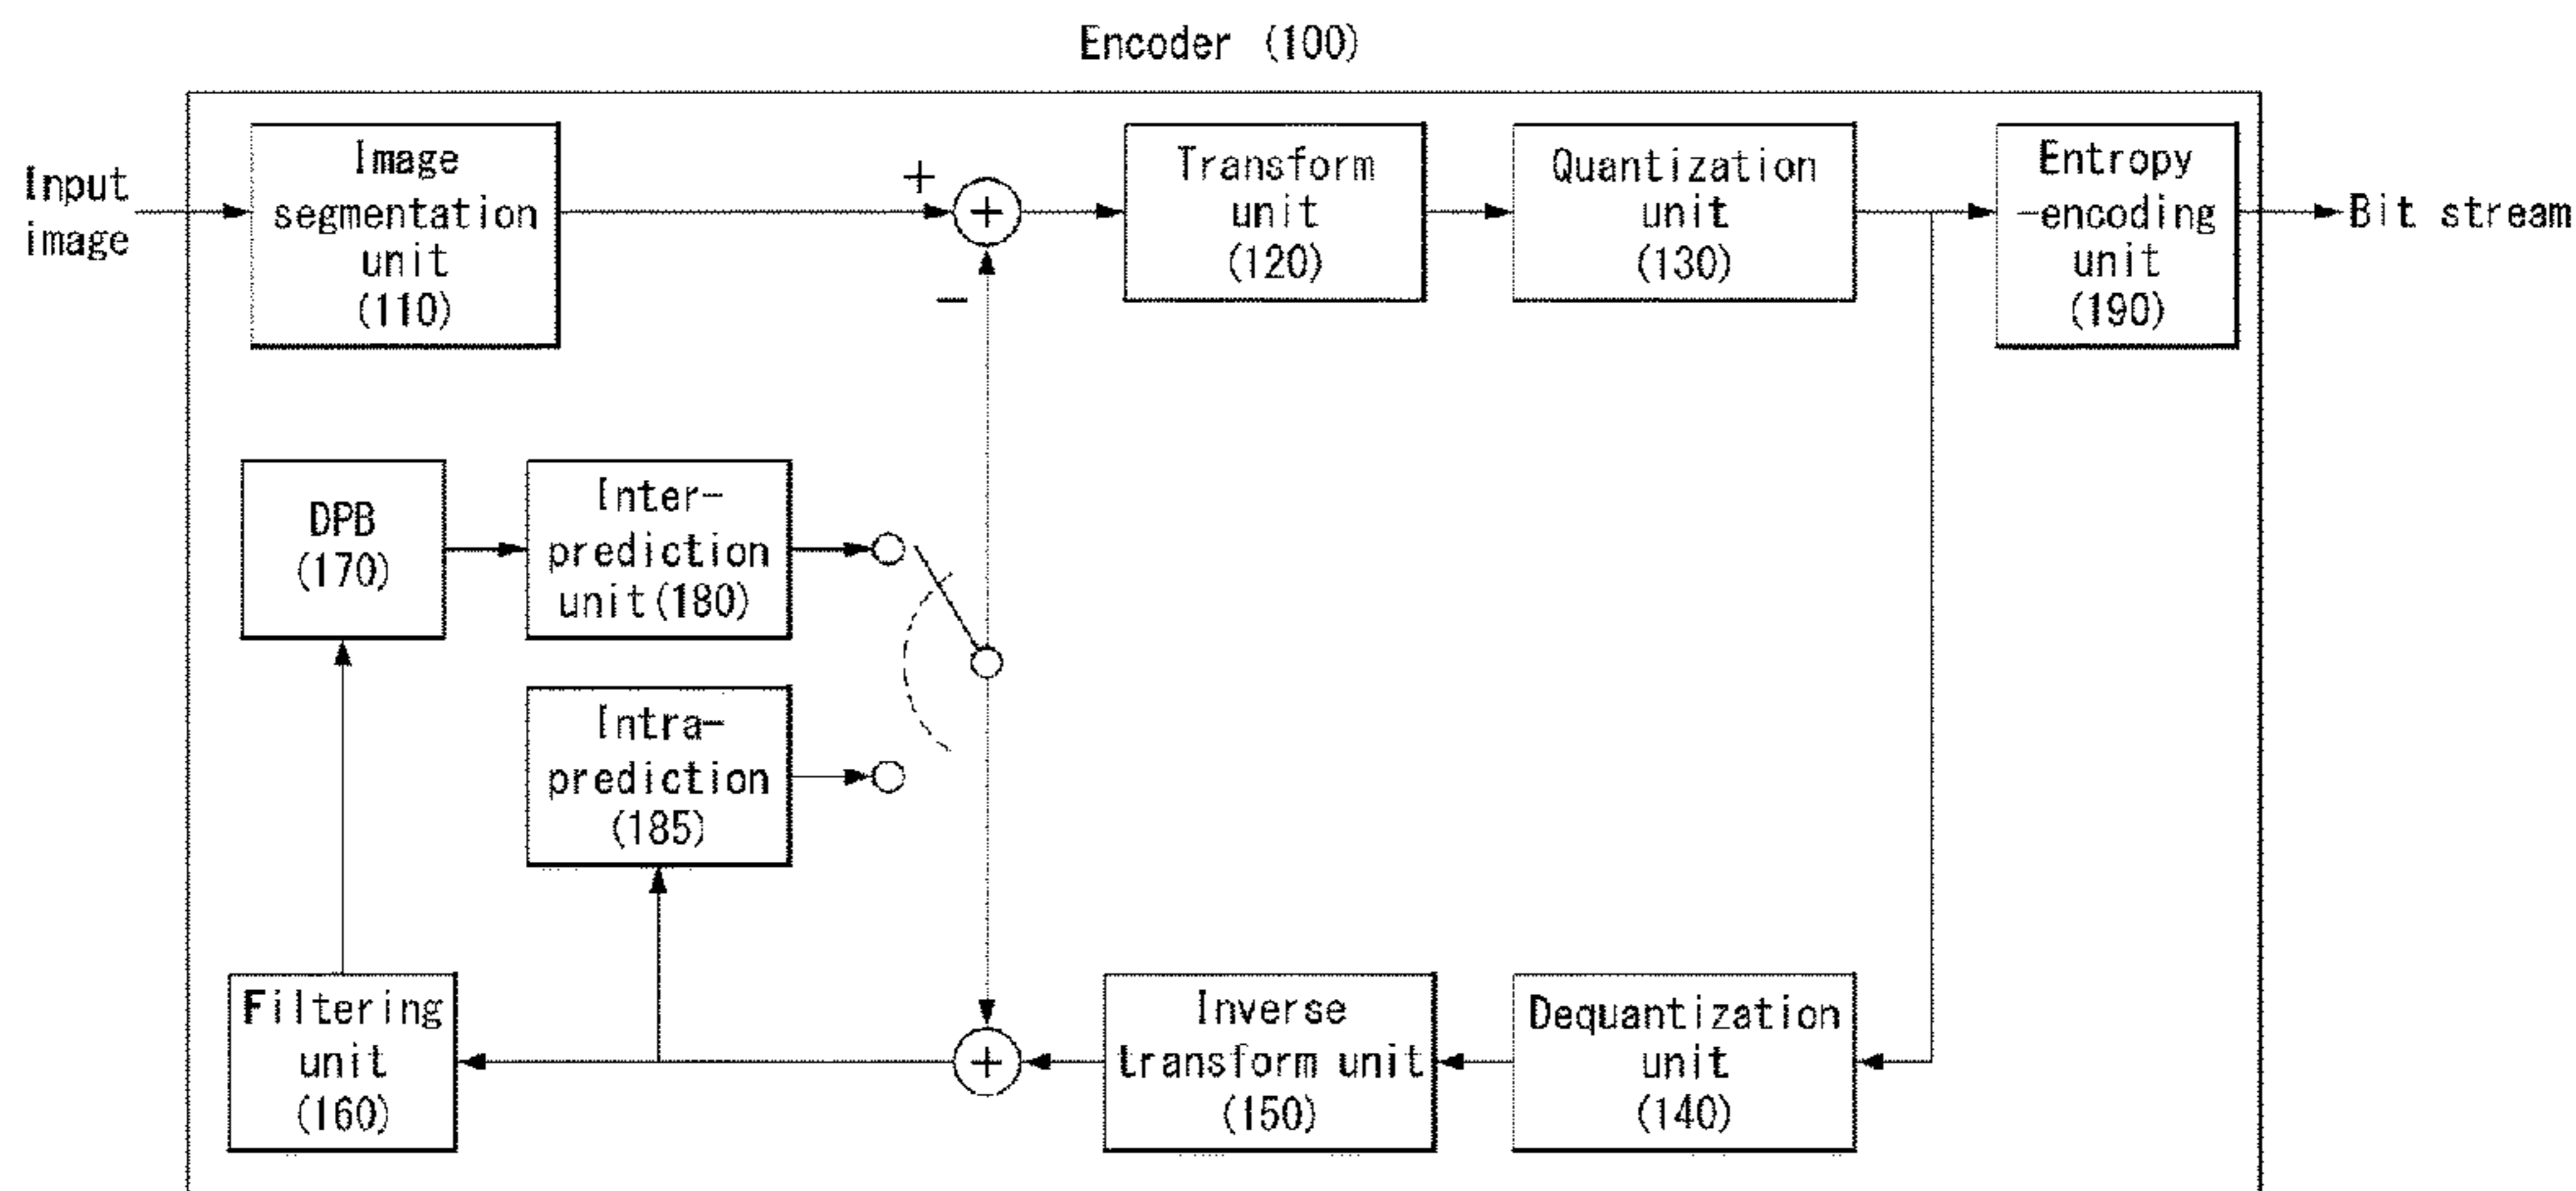 Encoder (100)
Input
image
Image
segmentation
unit
(110)
+
+
−
Transform
unit
(120)
Quantization
unit
(130)
Entropy
-encoding
unit
(190)
Bit stream
DPB
(170)
Inter-
prediction
unit(180)
Intra-
prediction
(185)
Filtering
unit
(160)
+
Inverse
transform unit
(150)
Dequantization
unit
(140)